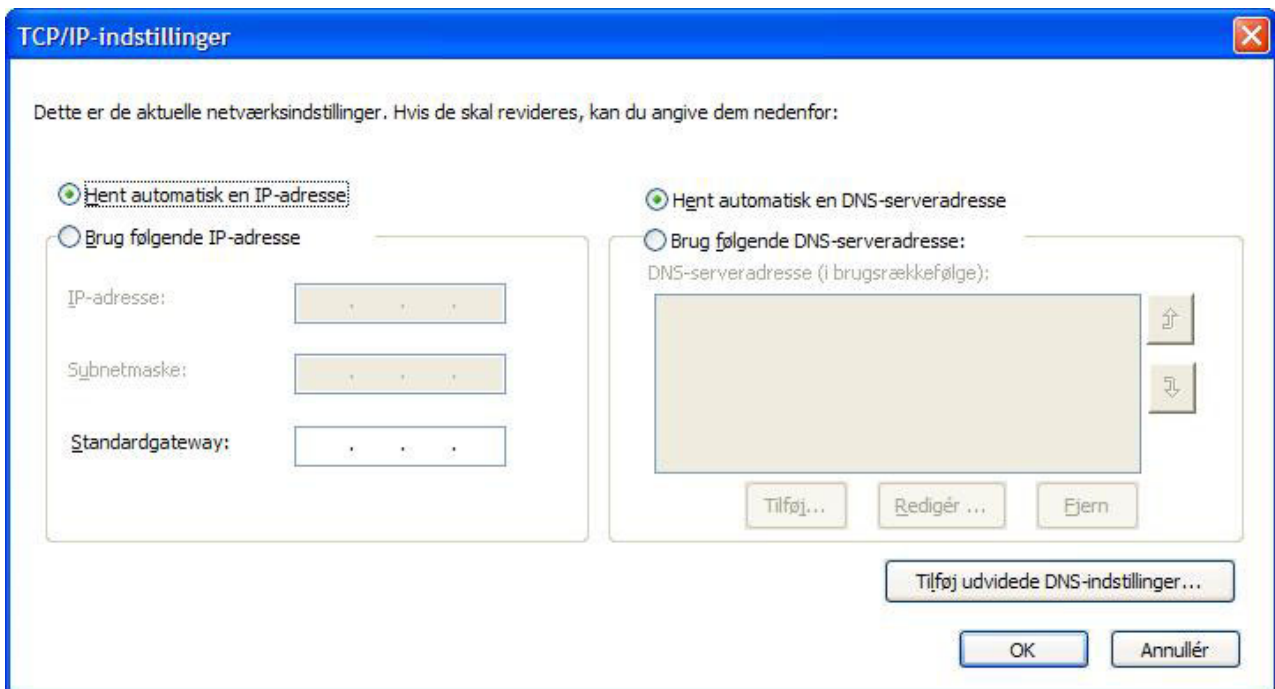 TCP/IP-indstillinger
Dette er de aktuelle netværksindstillinger. Hvis de skal revideres, kan du angive dem nedenfor:
Hent automatisk en IP-adresse
Brug følgende IP-adresse
IP-adresse:
Subnetmaske:
Standardgateway:
Hent automatisk en DNS-serveradresse
Brug følgende DNS-serveradresse:
DNS-serveradresse (i brugsrækkefølge):
Tilføj... Redigér ... Fjern
Tilføj udvidede DNS-indstillinger...
OK Annullér